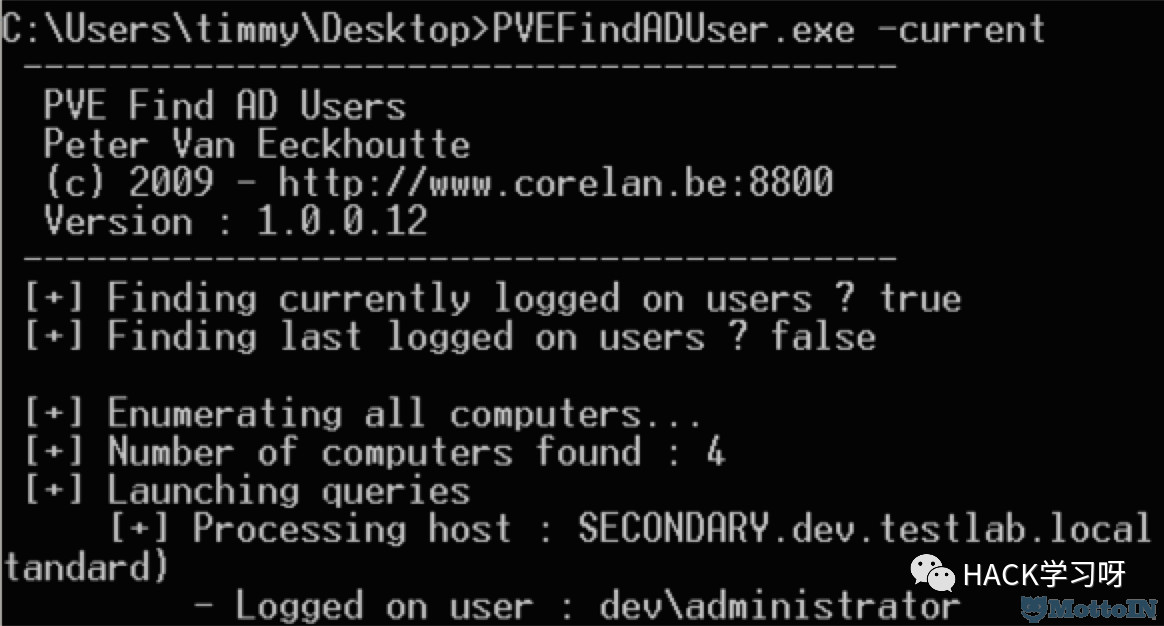 C:\Users\timmy\Desktop>PVEFindADUser.exe -current
-----------------------------------------
PVE Find AD Users
Peter Van Eeckhoutte
(c) 2009 - http://www.corelan.be:8800
Version : 1.0.0.12
-----------------------------------------
[+] Finding currently logged on users ? true
[+] Finding last logged on users ? false
[+] Enumerating all computers...
[+] Number of computers found : 4
[+] Launching queries
[+] Processing host : SECONDARY.dev.testlab.local
tandard)
- Logged on user : dev\administrator
HACK学习呀
MottoIN